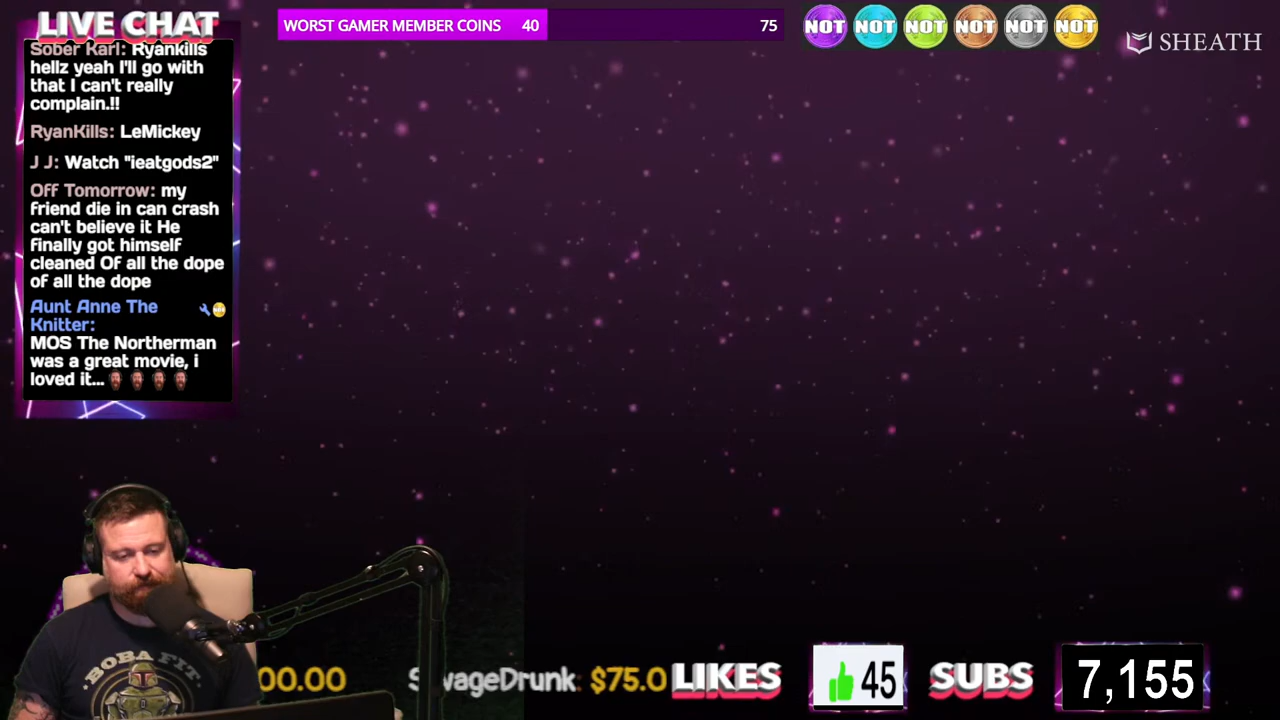 LIVE CHAT
WORST GAMER MEMBER COINS 40
75
NOT NOT NOT NOT NOT NOT
SHEATH
Sober Karl: Ryankills
hellz yeah I'll go with
that I can't really
complain.!!
RyanKills: LeMickey
J J: Watch "ieatgods2"
Off Tomorrow: my
friend die in can crash
can't believe it He
finally got himself
cleaned Of all the dope
of all the dope
Aunt Anne The
Knitter:
MOS The Northerman
was a great movie, i
loved it...
BOBA FIT
00.00
SavageDrunk: $75.0
LIKES
45
SUBS
7,155